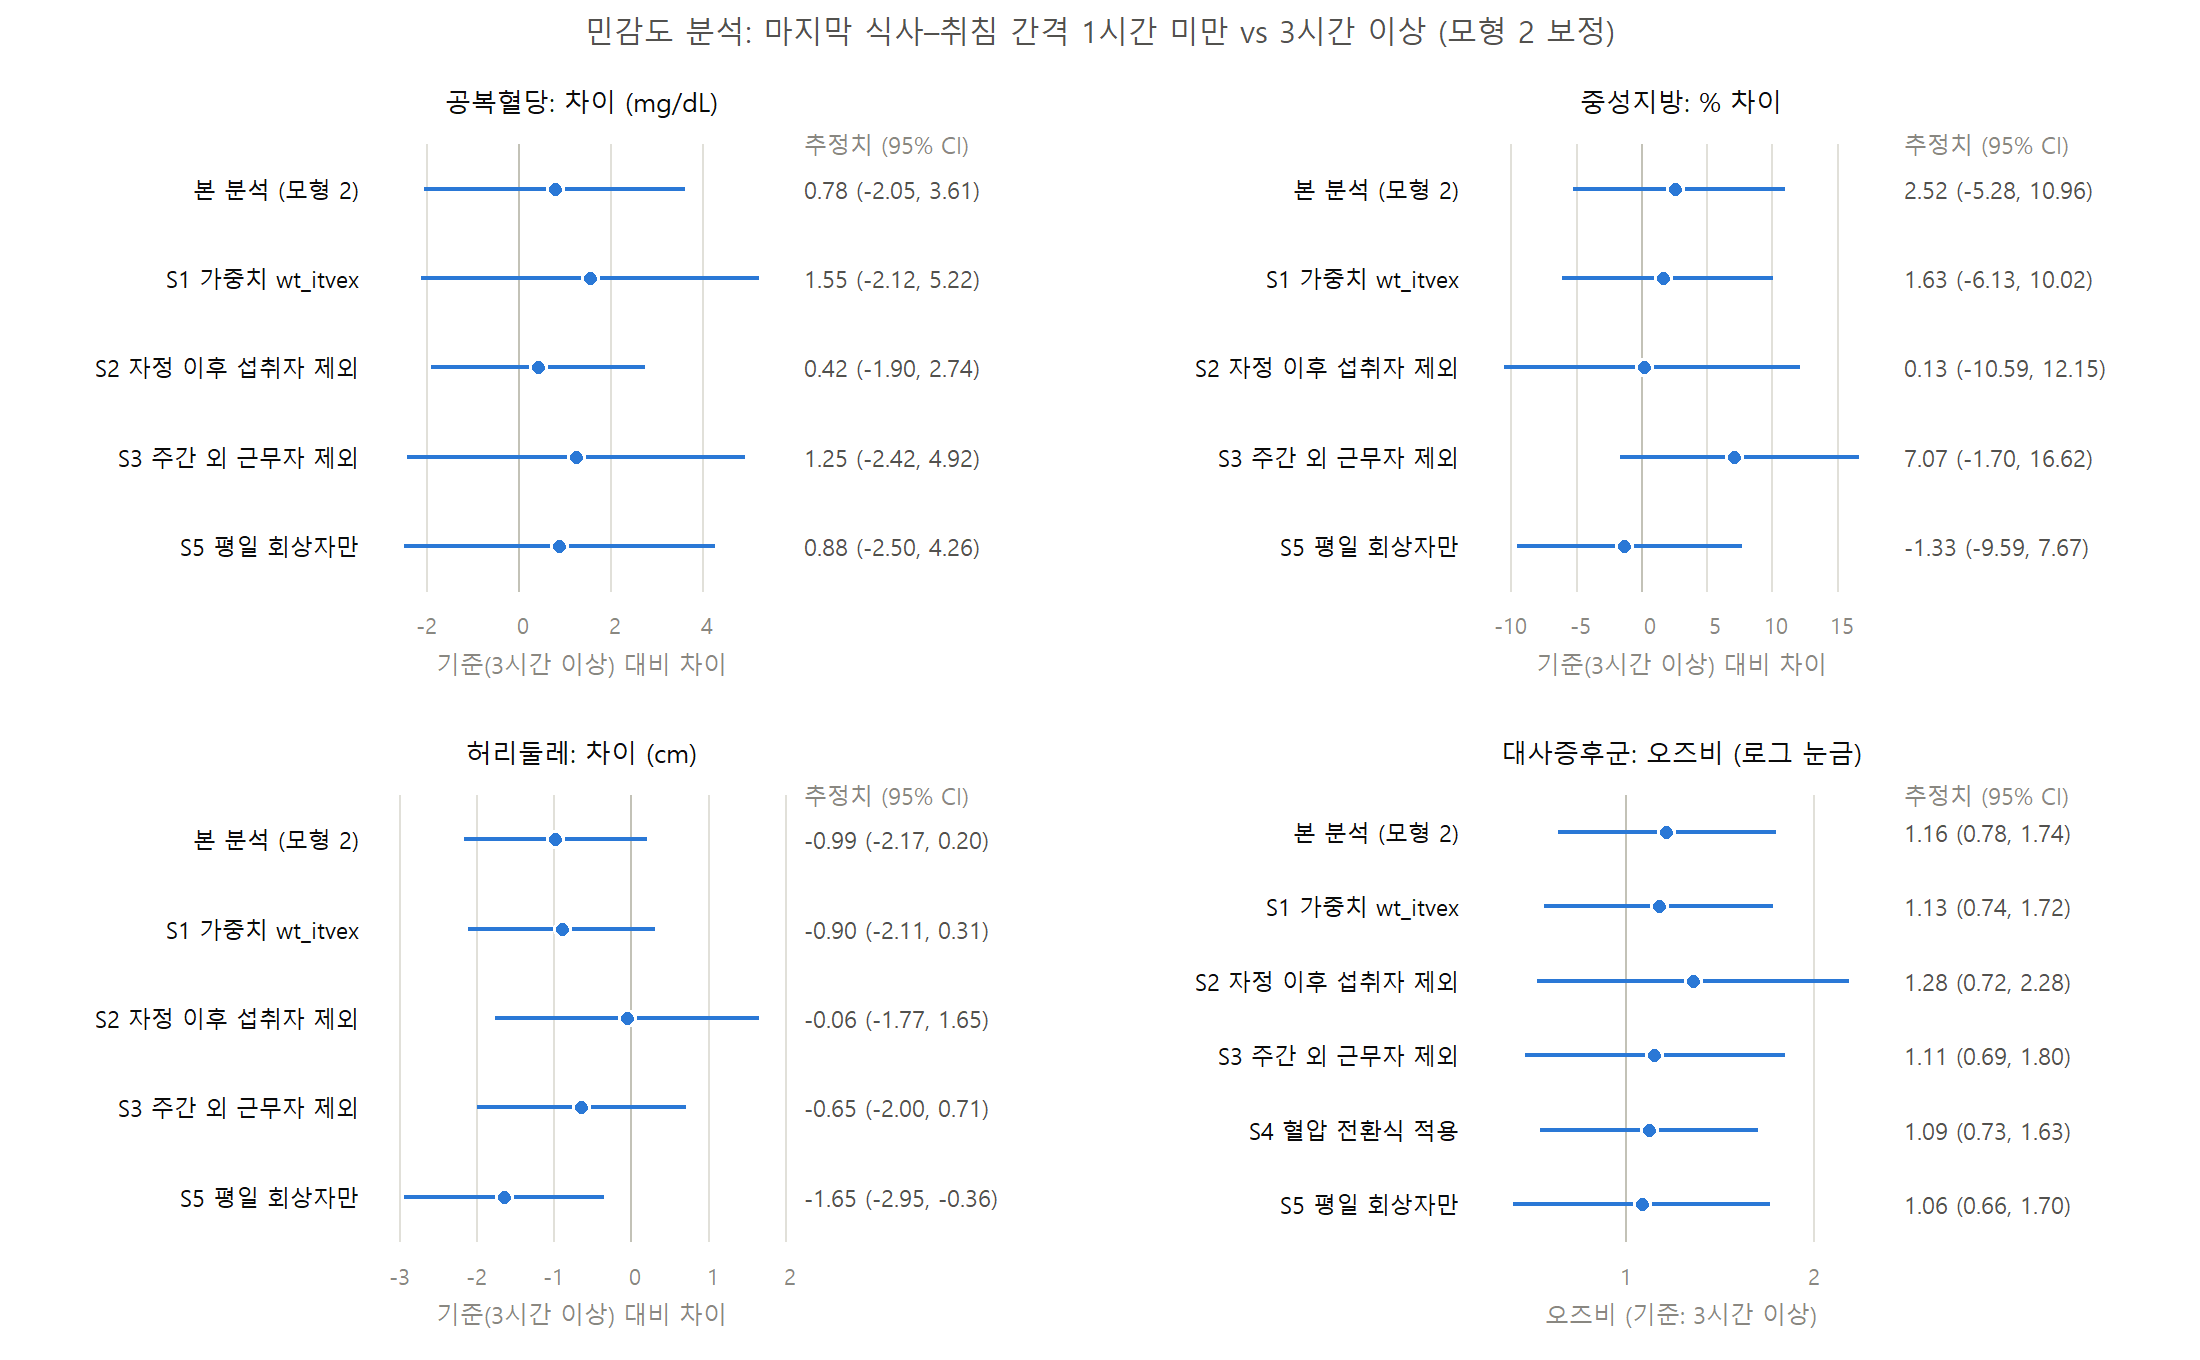 민감도 분석: 마지막 식사–취침 간격 1시간 미만 vs 3시간 이상 (모형 2 보정)
공복혈당: 차이 (mg/dL)
추정치 (95% CI)
본 분석 (모형 2) 0.78 (-2.05, 3.61)
S1 가중치 wt_itvex 1.55 (-2.12, 5.22)
S2 자정 이후 섭취자 제외 0.42 (-1.90, 2.74)
S3 주간 외 근무자 제외 1.25 (-2.42, 4.92)
S5 평일 회상자만 0.88 (-2.50, 4.26)
-2 0 2 4
기준(3시간 이상) 대비 차이
중성지방: % 차이
추정치 (95% CI)
본 분석 (모형 2) 2.52 (-5.28, 10.96)
S1 가중치 wt_itvex 1.63 (-6.13, 10.02)
S2 자정 이후 섭취자 제외 0.13 (-10.59, 12.15)
S3 주간 외 근무자 제외 7.07 (-1.70, 16.62)
S5 평일 회상자만 -1.33 (-9.59, 7.67)
-10 -5 0 5 10 15
기준(3시간 이상) 대비 차이
허리둘레: 차이 (cm)
추정치 (95% CI)
본 분석 (모형 2) -0.99 (-2.17, 0.20)
S1 가중치 wt_itvex -0.90 (-2.11, 0.31)
S2 자정 이후 섭취자 제외 -0.06 (-1.77, 1.65)
S3 주간 외 근무자 제외 -0.65 (-2.00, 0.71)
S5 평일 회상자만 -1.65 (-2.95, -0.36)
-3 -2 -1 0 1 2
기준(3시간 이상) 대비 차이
대사증후군: 오즈비 (로그 눈금)
추정치 (95% CI)
본 분석 (모형 2) 1.16 (0.78, 1.74)
S1 가중치 wt_itvex 1.13 (0.74, 1.72)
S2 자정 이후 섭취자 제외 1.28 (0.72, 2.28)
S3 주간 외 근무자 제외 1.11 (0.69, 1.80)
S4 혈압 전환식 적용 1.09 (0.73, 1.63)
S5 평일 회상자만 1.06 (0.66, 1.70)
1 2
오즈비 (기준: 3시간 이상)